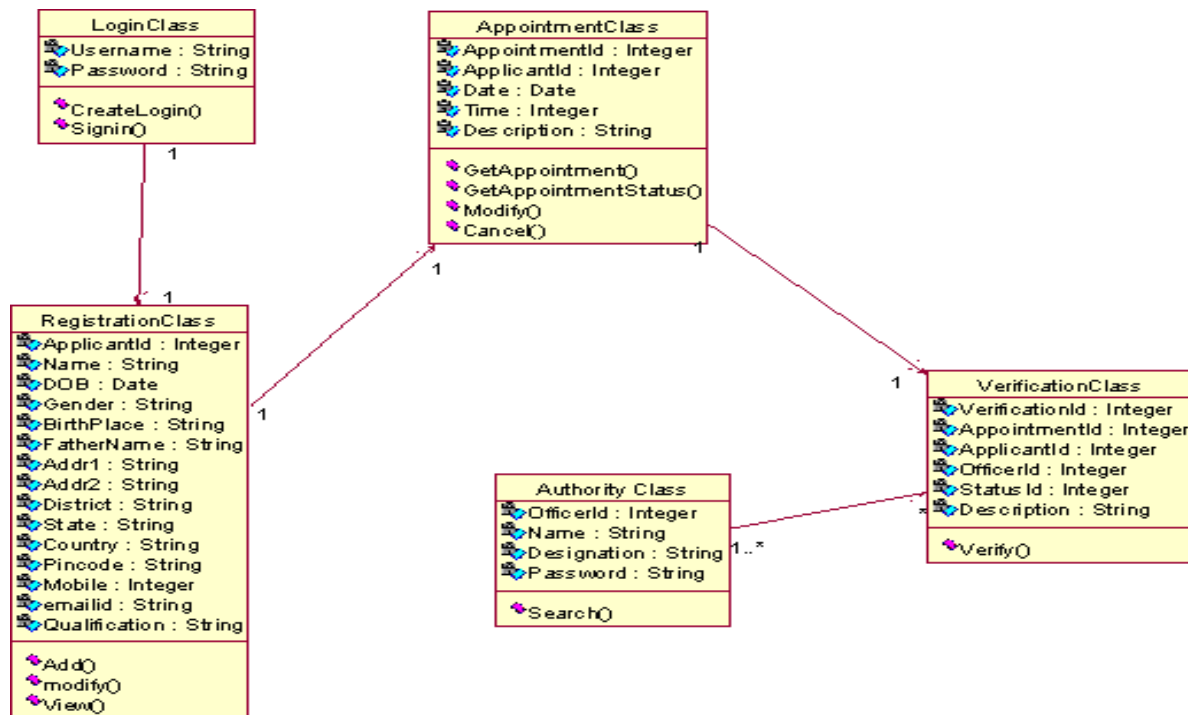 LoginClass
Username : String
Password : String
CreateLogin()
Signin()
1
1
AppointmentClass
AppointmentId : Integer
ApplicantId : Integer
Date : Date
Time : Integer
Description : String
GetAppointment()
GetAppointmentStatus()
Modify()
Cancel()
1
1
RegistrationClass
ApplicantId : Integer
Name : String
DOB : Date
Gender : String
BirthPlace : String
FatherName : String
Addr1 : String
Addr2 : String
District : String
State : String
Country : String
Pincode : String
Mobile : Integer
emailid : String
Qualification : String
Add()
modify()
View()
1
1
VerificationClass
VerificationId : Integer
AppointmentId : Integer
ApplicantId : Integer
OfficerId : Integer
StatusId : Integer
Description : String
Verify()
*
Authority Class
OfficerId : Integer
Name : String
Designation : String
Password : String
Search()
1..*